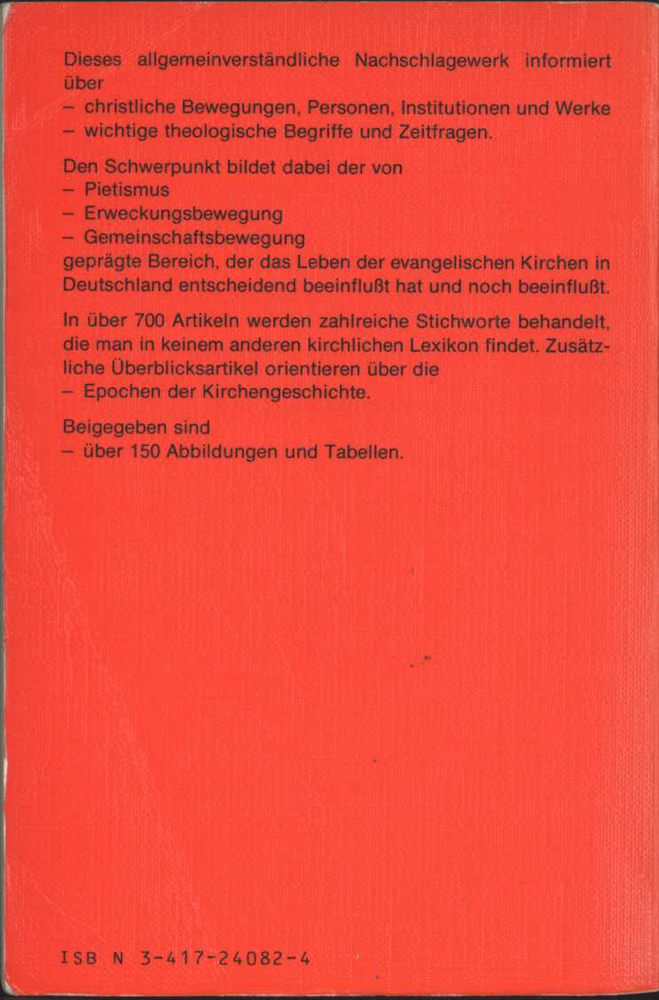 Dieses allgemeinverständliche Nachschlagewerk informiert
über
– christliche Bewegungen, Personen, Institutionen und Werke
– wichtige theologische Begriffe und Zeitfragen.
Den Schwerpunkt bildet dabei der von
– Pietismus
– Erweckungsbewegung
– Gemeinschaftsbewegung
geprägte Bereich, der das Leben der evangelischen Kirchen in
Deutschland entscheidend beeinflußt hat und noch beeinflußt.
In über 700 Artikeln werden zahlreiche Stichworte behandelt,
die man in keinem anderen kirchlichen Lexikon findet. Zusätz-
liche Überblicksartikel orientieren über die
– Epochen der Kirchengeschichte.
Beigegeben sind
– über 150 Abbildungen und Tabellen.
ISB N 3-417-24082-4